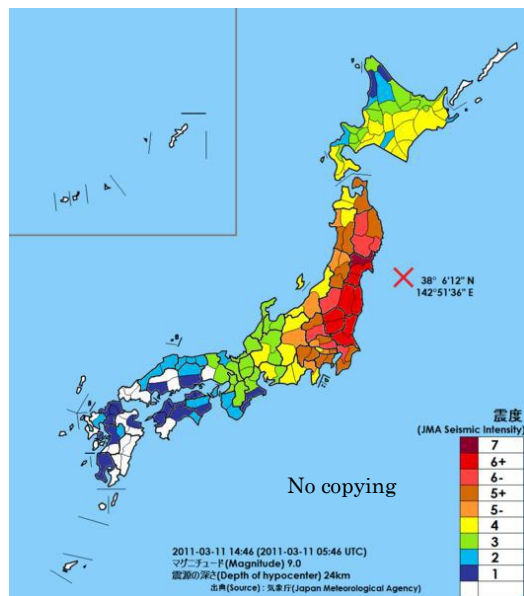 38° 6'12" N
142°51'36" E
震度
(JMA Seismic Intensity)
7
6+
6-
5+
5-
4
3
2
1
No copying
2011-03-11 14:46 (2011-03-11 05:46 UTC)
マグニチュード(Magnitude) 9.0
震源の深さ(Depth of hypocenter) 24km
出典(Source) : 気象庁(Japan Meteorological Agency)